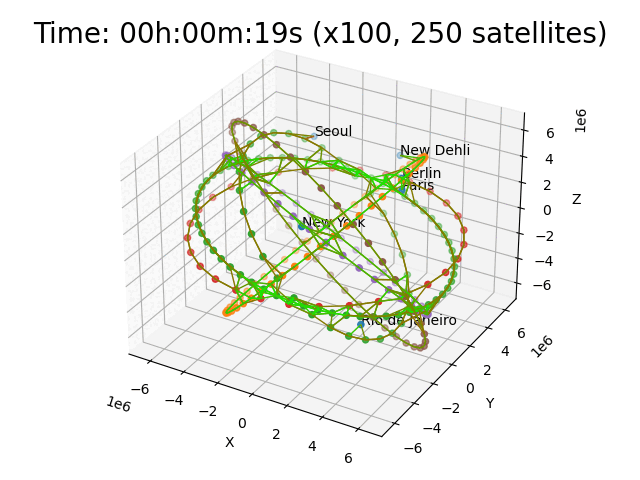 Time: 00h:00m:19s (x100, 250 satellites)
1e6
Seoul
New Dehli
Berlin
Paris
New York
Rio de Janeiro
6
4
2
0
−2
−4
−6
Z
6
4
2
0
−2
−4
−6
1e6
Y
−6
−4
−2
0
2
4
6
1e6
X